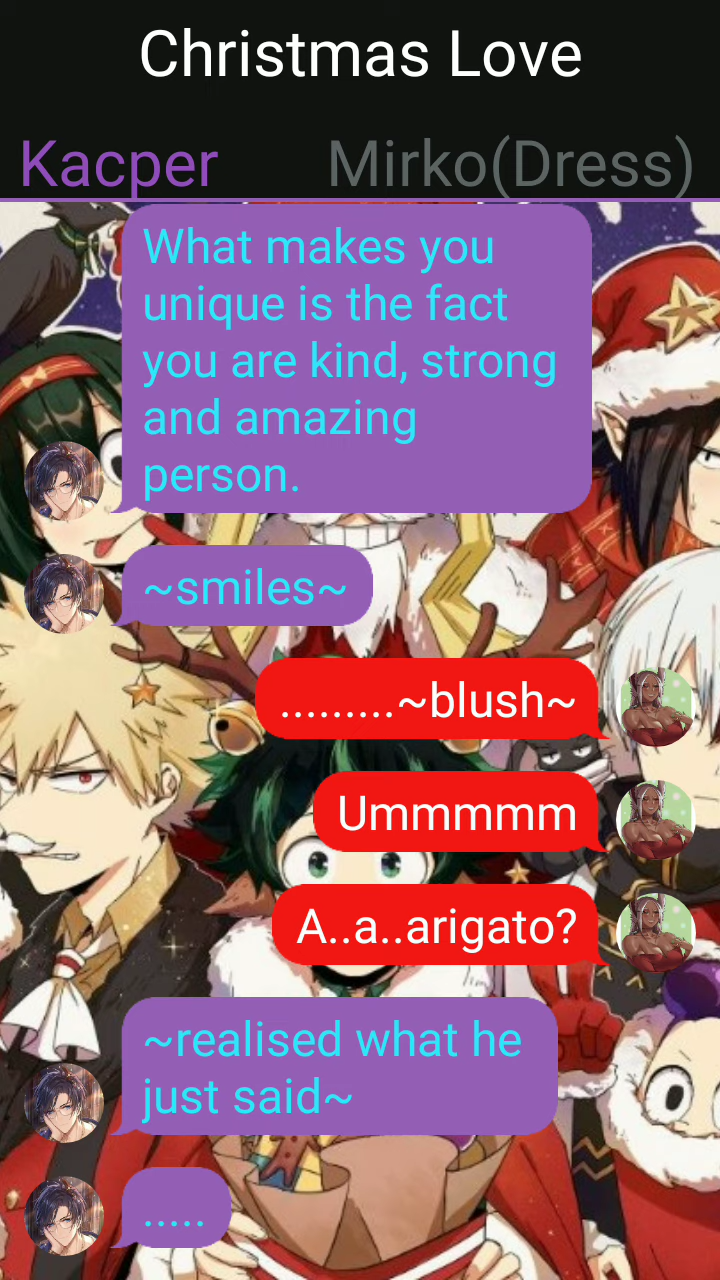 Christmas Love
Kacper
Mirko(Dress)
What makes you
unique is the fact
you are kind, strong
and amazing
person.
~smiles~
.........~blush~
Ummmmm
A..a..arigato?
~realised what he
just said~
.....